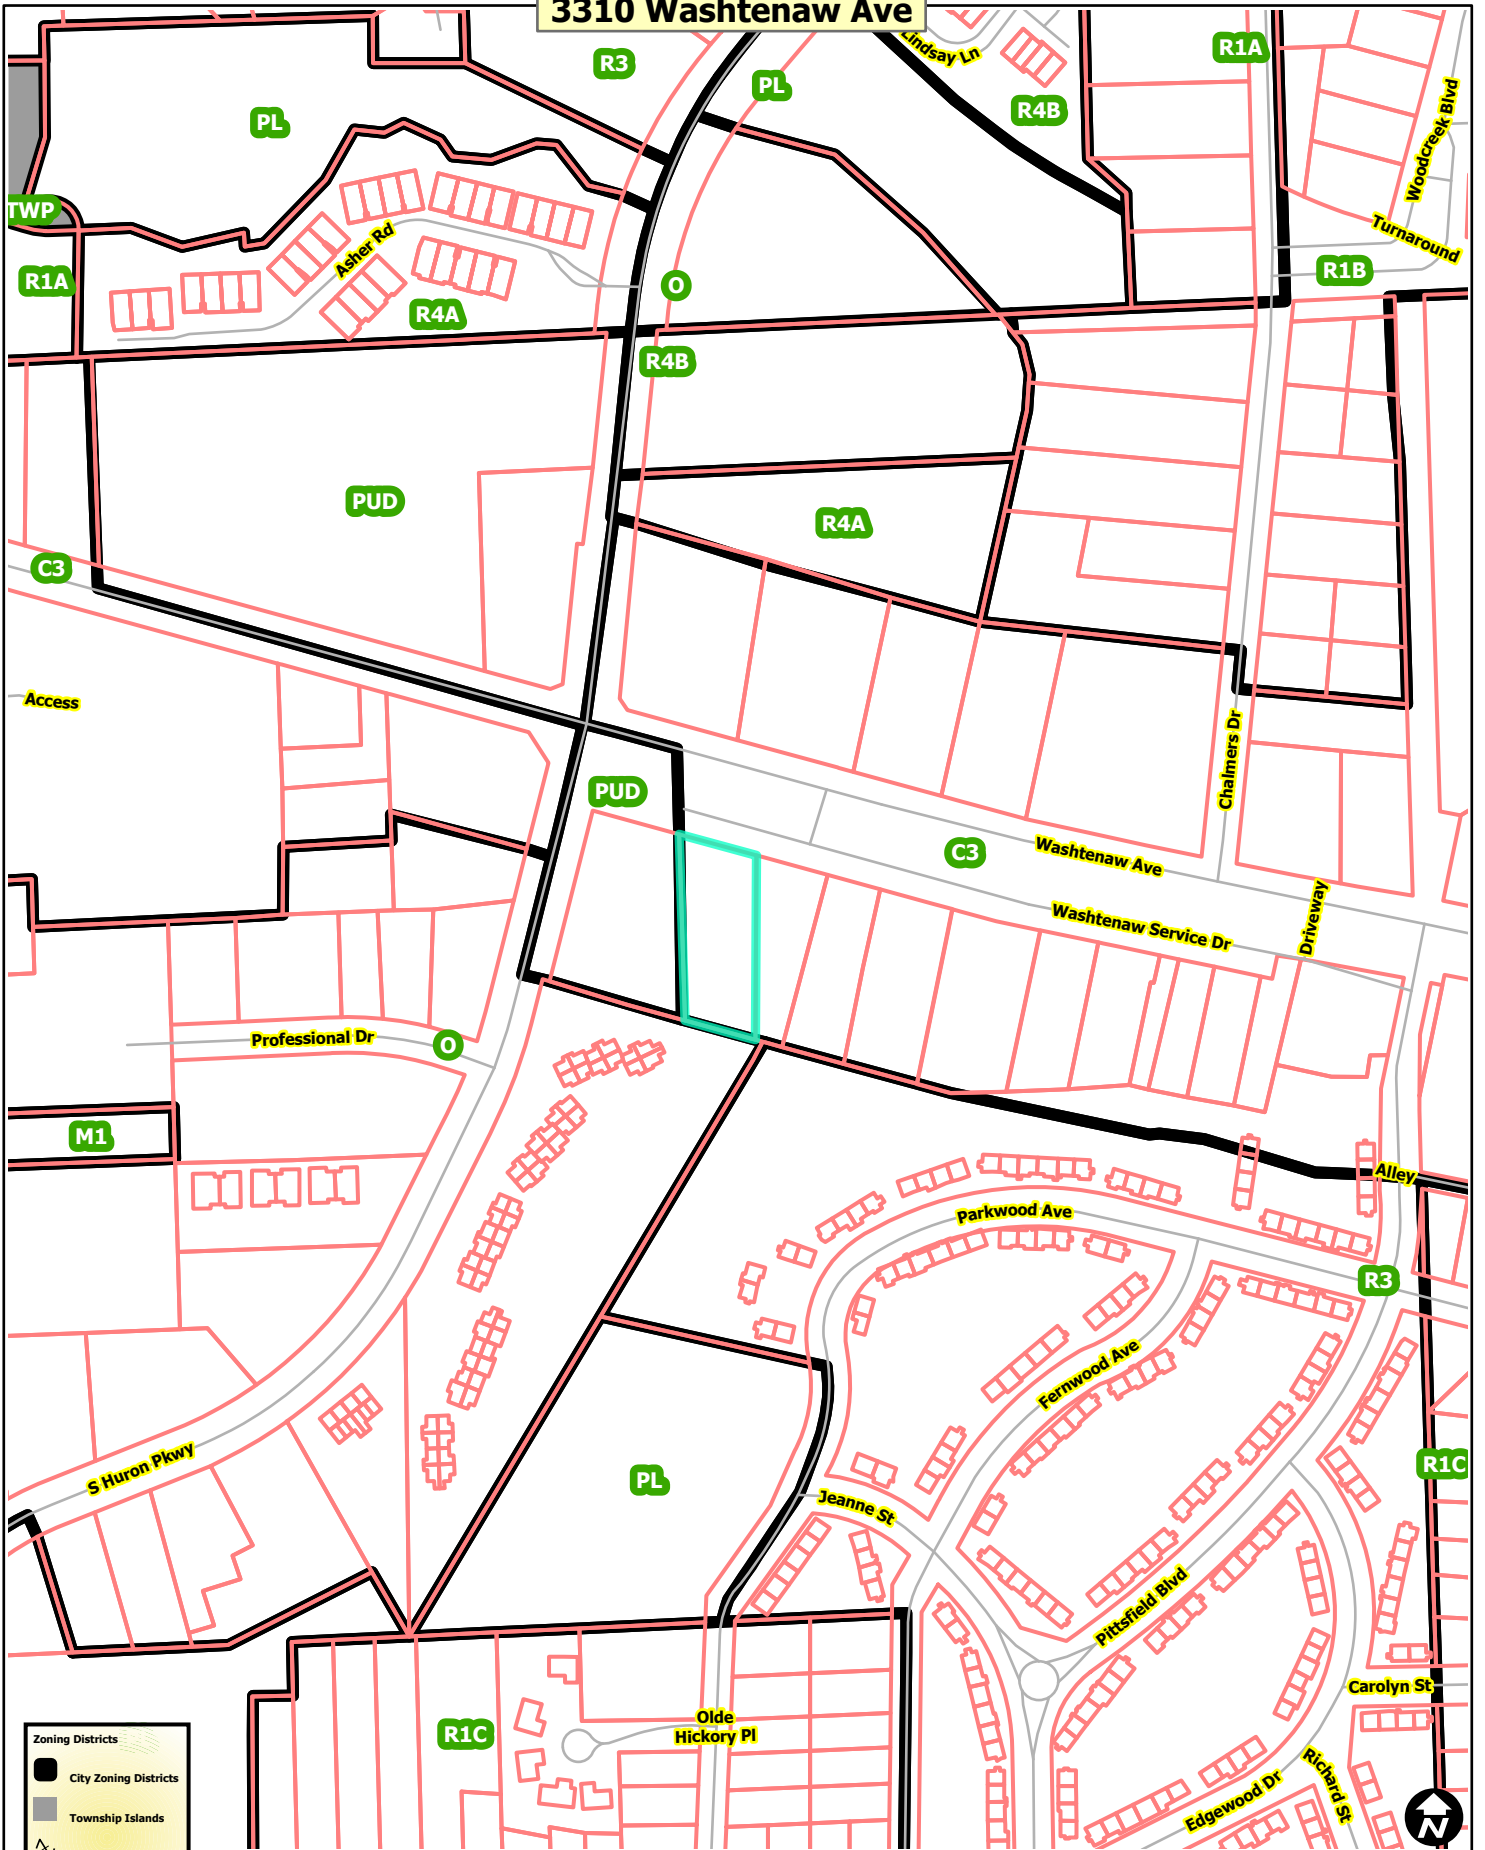 3310 Washtenaw Ave
Lindsay Ln
R1A
R3
PL
R4B
PL
Woodcreek Blvd
TWP
Turnaround
Asher Rd
R1A
R1B
O
R4A
R4B
PUD
R4A
C3
Access
Chalmers Dr
PUD
C3
Washtenaw Ave
Washtenaw Service Dr
Driveway
Professional Dr
O
M1
Alley
Parkwood Ave
R3
Fernwood Ave
S Huron Pkwy
PL
R1C
Jeanne St
Pittsfield Blvd
Carolyn St
R1C
Olde
Hickory Pl
Richard St
Edgewood Dr
Zoning Districts
City Zoning Districts
Township Islands
N